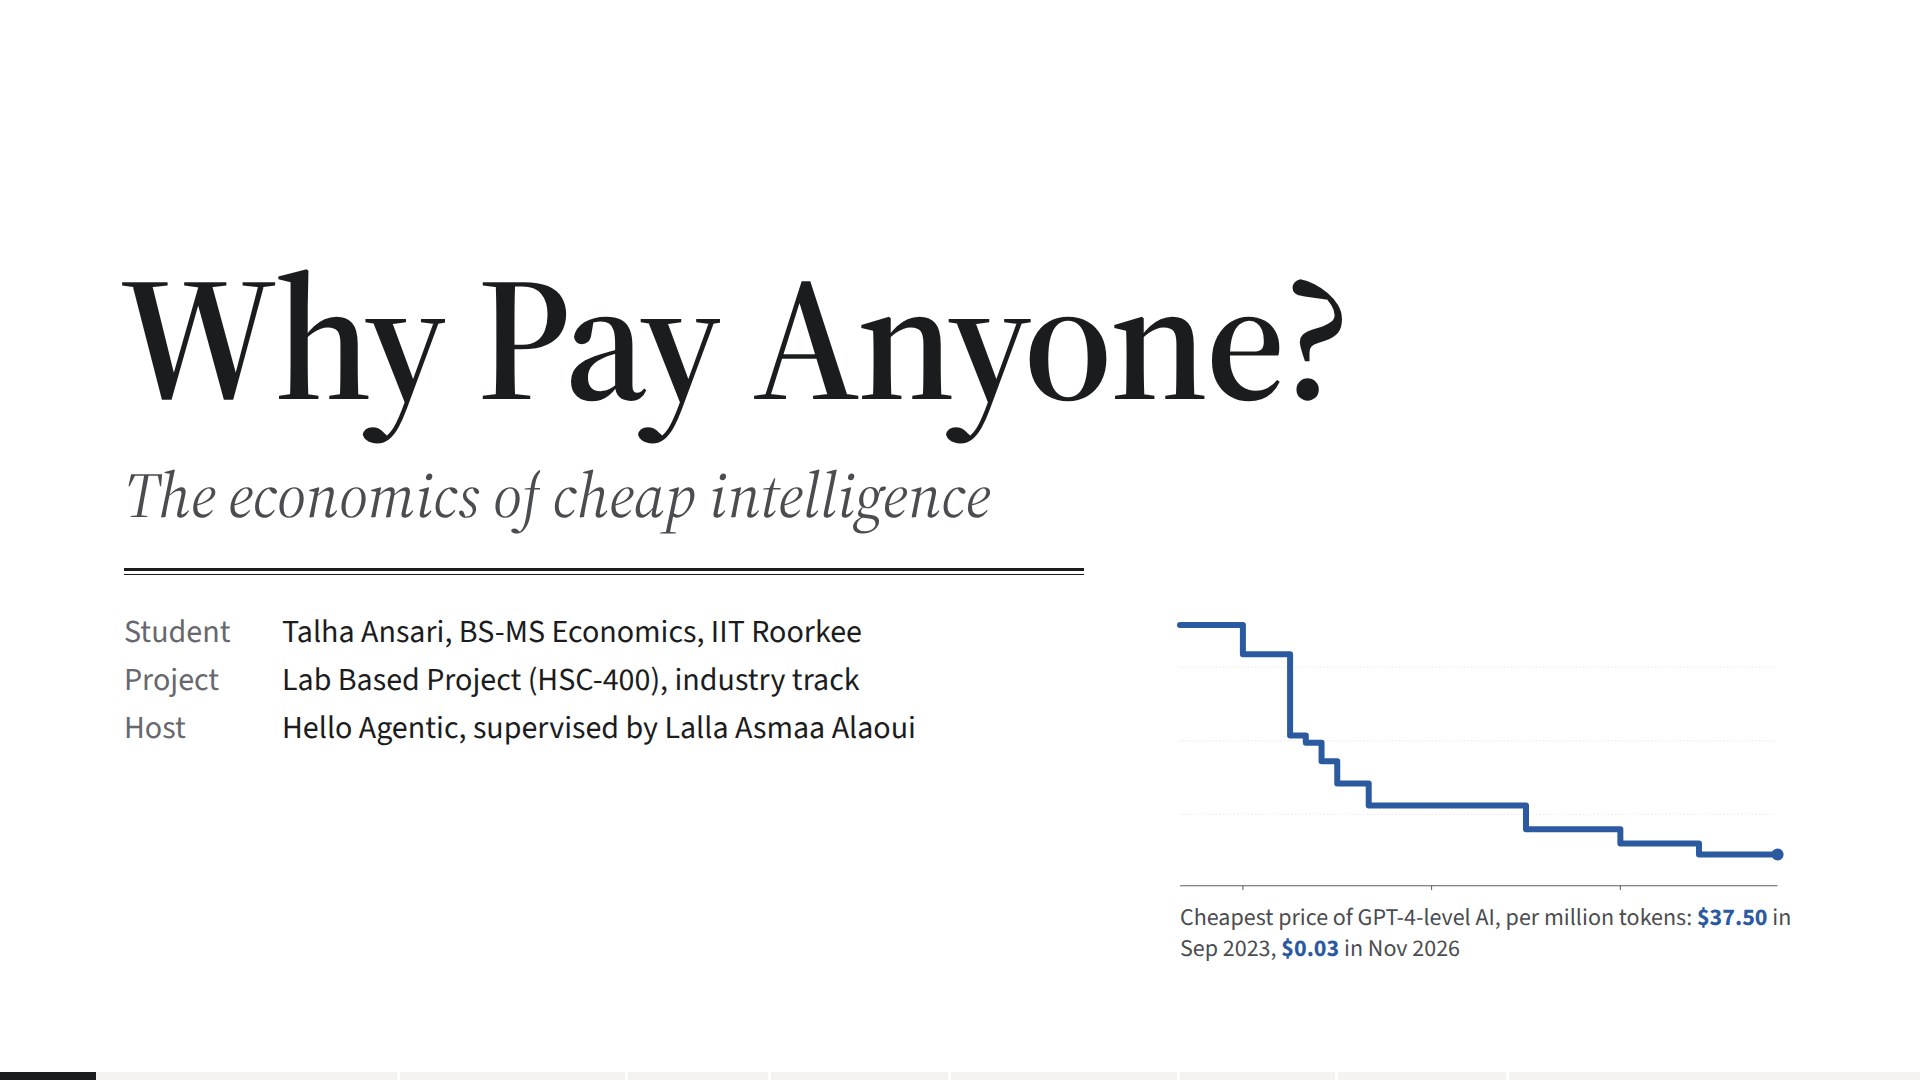 Why Pay Anyone?
The economics of cheap intelligence
Student Talha Ansari, BS-MS Economics, IIT Roorkee
Project Lab Based Project (HSC-400), industry track
Host Hello Agentic, supervised by Lalla Asmaa Alaoui
Cheapest price of GPT-4-level AI, per million tokens: $37.50 in
Sep 2023, $0.03 in Nov 2026